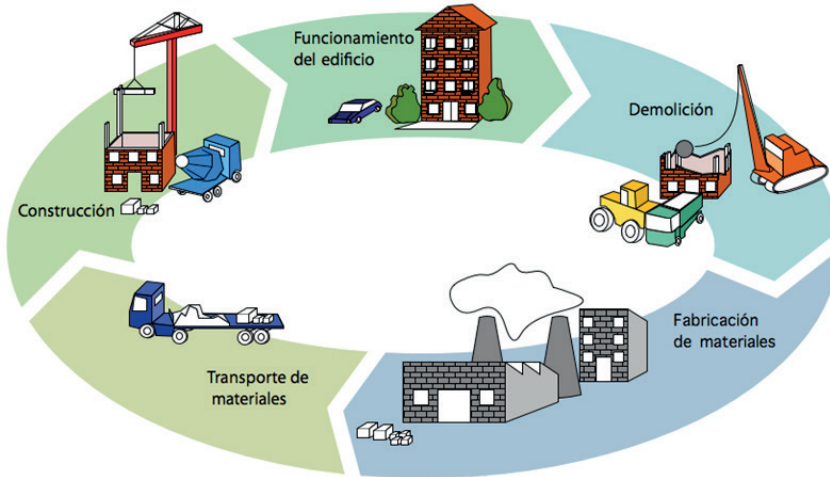 Funcionamiento
del edificio
Demolición
Construcción
Fabricación
de materiales
Transporte de
materiales